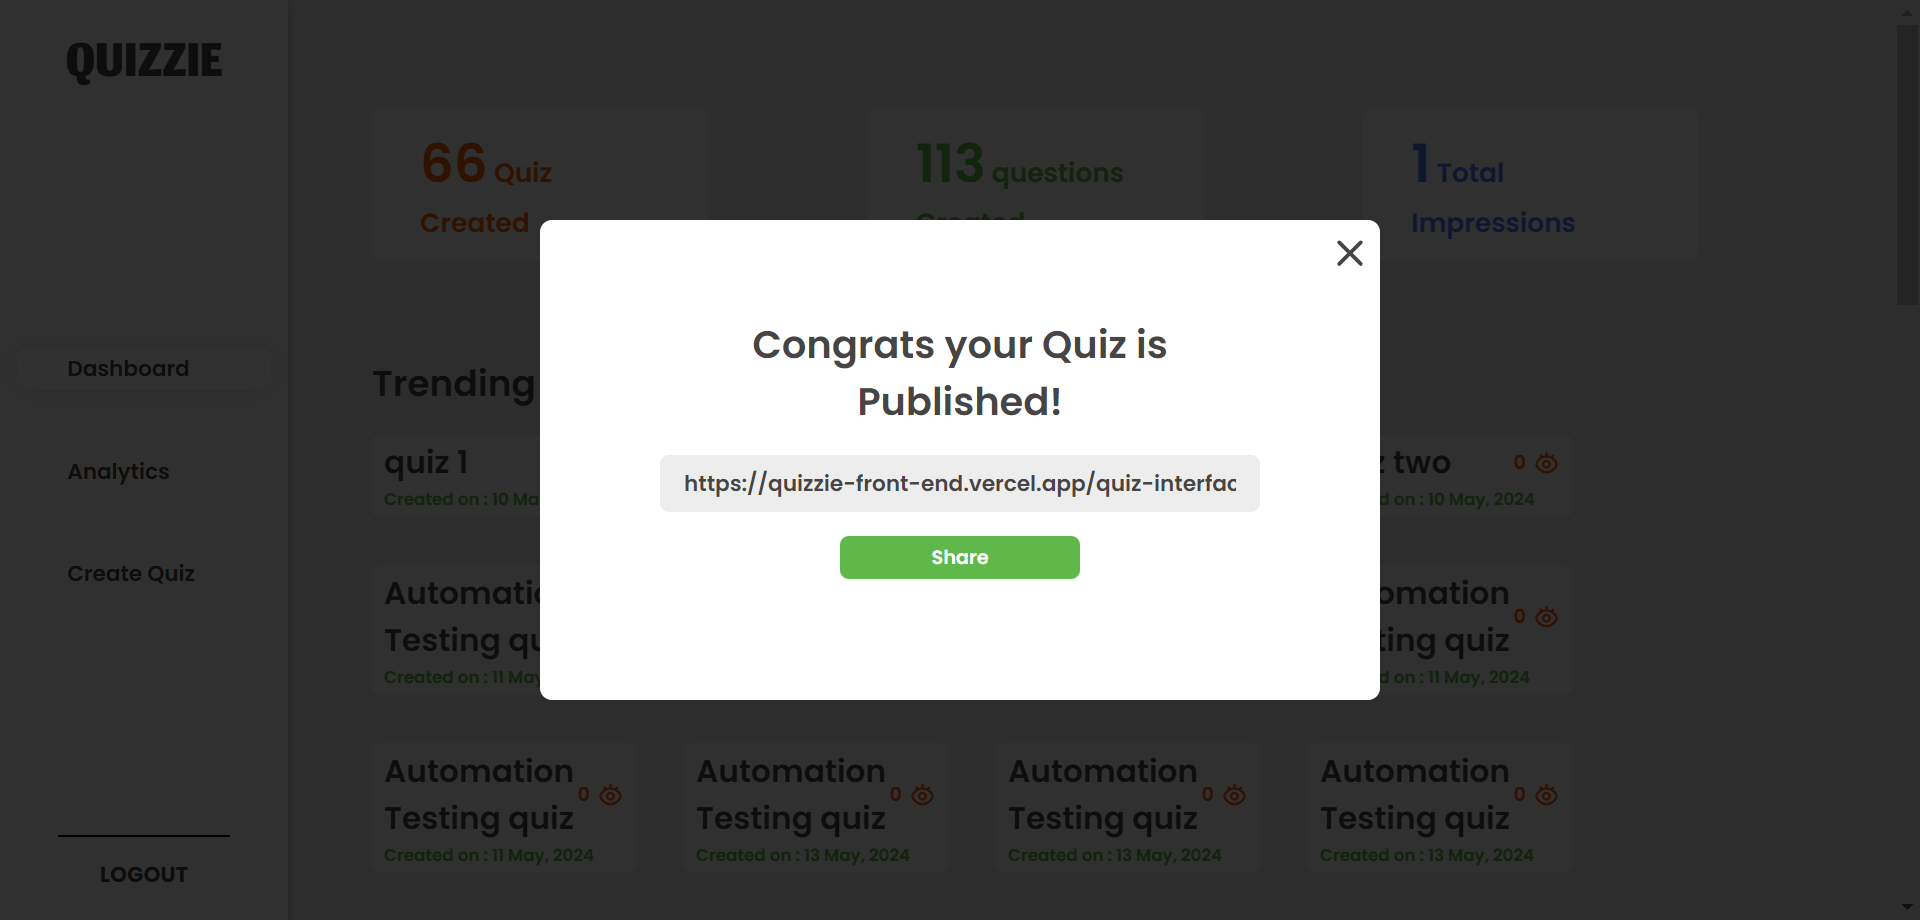 QUIZZIE
Dashboard
Analytics
Create Quiz
LOGOUT
66 Quiz
Created
113 questions
Created
1 Total
Impressions
Trending
Congrats your Quiz is
Published!
https://quizzie-front-end.vercel.app/quiz-interfac
Share
quiz 1
Created on : 10 Ma
z two
0
d on : 10 May, 2024
Automatic
Testing qu
Created on : 11 May
omation
ting quiz
0
d on : 11 May, 2024
Automation
Testing quiz
0
Created on : 11 May, 2024
Automation
Testing quiz
0
Created on : 13 May, 2024
Automation
Testing quiz
0
Created on : 13 May, 2024
Automation
Testing quiz
0
Created on : 13 May, 2024